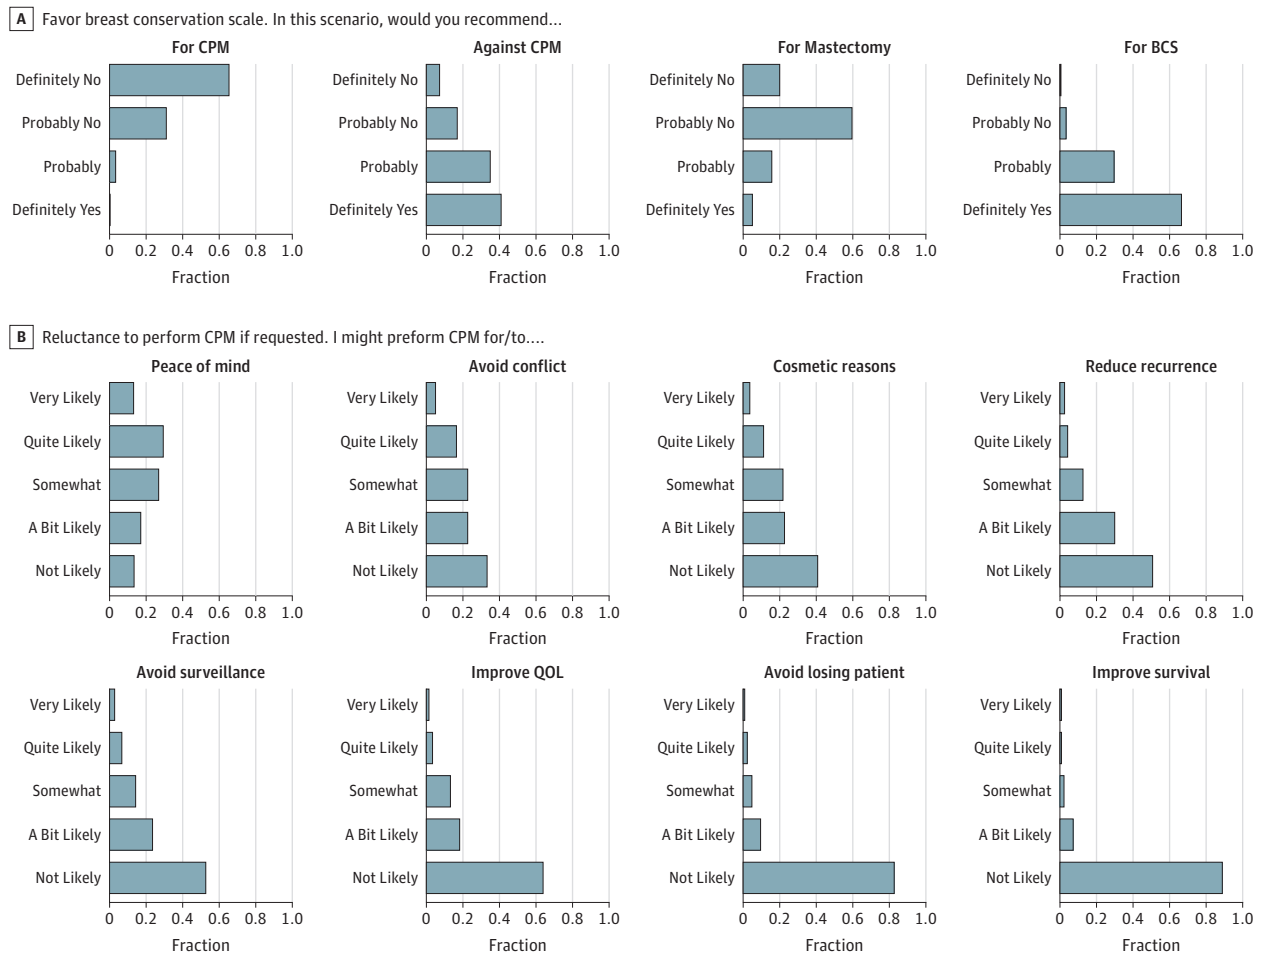 A Favor breast conservation scale. In this scenario, would you recommend...
For CPM
Definitely No
Probably No
Probably
Definitely Yes
0 0.2 0.4 0.6 0.8 1.0
Fraction
Against CPM
Definitely No
Probably No
Probably
Definitely Yes
0 0.2 0.4 0.6 0.8 1.0
Fraction
For Mastectomy
Definitely No
Probably No
Probably
Definitely Yes
0 0.2 0.4 0.6 0.8 1.0
Fraction
For BCS
Definitely No
Probably No
Probably
Definitely Yes
0 0.2 0.4 0.6 0.8 1.0
Fraction
B Reluctance to perform CPM if requested. I might preform CPM for/to....
Peace of mind
Very Likely
Quite Likely
Somewhat
A Bit Likely
Not Likely
0 0.2 0.4 0.6 0.8 1.0
Fraction
Avoid conflict
Very Likely
Quite Likely
Somewhat
A Bit Likely
Not Likely
0 0.2 0.4 0.6 0.8 1.0
Fraction
Cosmetic reasons
Very Likely
Quite Likely
Somewhat
A Bit Likely
Not Likely
0 0.2 0.4 0.6 0.8 1.0
Fraction
Reduce recurrence
Very Likely
Quite Likely
Somewhat
A Bit Likely
Not Likely
0 0.2 0.4 0.6 0.8 1.0
Fraction
Avoid surveillance
Very Likely
Quite Likely
Somewhat
A Bit Likely
Not Likely
0 0.2 0.4 0.6 0.8 1.0
Fraction
Improve QOL
Very Likely
Quite Likely
Somewhat
A Bit Likely
Not Likely
0 0.2 0.4 0.6 0.8 1.0
Fraction
Avoid losing patient
Very Likely
Quite Likely
Somewhat
A Bit Likely
Not Likely
0 0.2 0.4 0.6 0.8 1.0
Fraction
Improve survival
Very Likely
Quite Likely
Somewhat
A Bit Likely
Not Likely
0 0.2 0.4 0.6 0.8 1.0
Fraction